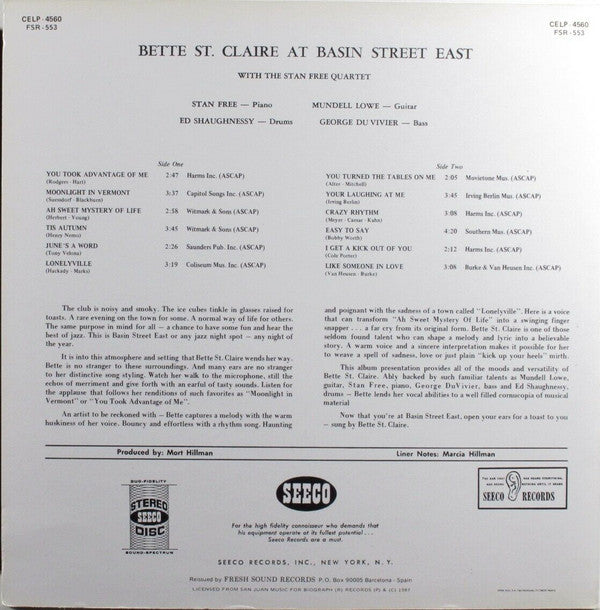 CELP - 4560
FSR - 553
CELP - 4560
FSR - 553
BETTE ST. CLAIRE AT BASIN STREET EAST
WITH THE STAN FREE QUARTET
STAN FREE — Piano MUNDELL LOWE — Guitar
ED SHAUGHNESSY — Drums GEORGE DU VIVIER — Bass
Side One
YOU TOOK ADVANTAGE OF ME 2:47 Harms Inc. (ASCAP)
(Rodgers - Hart)
MOONLIGHT IN VERMONT 3:37 Capitol Songs Inc. (ASCAP)
(Suessdorf - Blackburn)
AH SWEET MYSTERY OF LIFE 2:58 Witmark & Sons (ASCAP)
(Herbert - Young)
TIS AUTUMN 3:45 Witmark & Sons (ASCAP)
(Henry Nemo)
JUNE'S A WORD 2:26 Saunders Pub. Inc. (ASCAP)
(Tony Velona)
LONELYVILLE 3:19 Coliseum Mus. Inc. (ASCAP)
(Huckady - Marks)
Side Two
YOU TURNED THE TABLES ON ME 2:05 Movietone Mus. (ASCAP)
(Alter - Mitchell)
YOUR LAUGHING AT ME 3:45 Irving Berlin Mus. (ASCAP)
(Irving Berlin)
CRAZY RHYTHM 3:08 Harms Inc. (ASCAP)
(Meyer - Caesar - Kuhn)
EASY TO SAY 4:20 Southern Mus. (ASCAP)
(Bobby Worth)
I GET A KICK OUT OF YOU 2:12 Harms Inc. (ASCAP)
(Cole Porter)
LIKE SOMEONE IN LOVE 3:08 Burke & Van Heusen Inc. (ASCAP)
(Van Heusen)
The club is noisy and smoky. The ice cubes tinkle in glasses raised for
toasts. A rare evening on the town for some. A normal way of life for others.
The same purpose in mind for all — a chance to have some fun and hear the
best of jazz. This is Basin Street East or any jazz night spot — any night of
the year.
It is into this atmosphere and setting that Bette St. Claire wends her way.
Bette is no stranger to these surroundings. And many ears are no stranger
to her distinctive song styling. Watch her walk to the microphone, still the
echoes of merriment and give forth with an earful of tasty sounds. Listen for
the applause that follows her renditions of such favorites as "Moonlight in
Vermont" or "You Took Advantage of Me".
An artist to be reckoned with — Bette captures a melody with the warm
huskiness of her voice. Bouncy and effortless with a rhythm song. Haunting
and poignant with the sadness of a town called "Lonelyville". Here is a voice
that can transform "Ah Sweet Mystery Of Life" into a swinging finger
snapper . . . a far cry from its original form. Bette St. Claire is one of those
seldom found talent who can shape a melody and lyric into a believable
story. A warm voice and a sincere interpretation makes it possible for her
to weave a spell of sadness, love or just plain "kick up your heels" mirth.
This album presentation provides all of the moods and versatility of
Bette St. Claire. Ably backed by such familiar talents as Mundell Lowe,
guitar, Stan Free, piano, George DuVivier, bass and Ed Shaughnessy,
drums — Bette lends her vocal abilities to a well filled cornucopia of musical
material
Now that you're at Basin Street East, open your ears for a toast to you
— sung by Bette St. Claire.
Produced by: Mort Hillman Liner Notes: Marcia Hillman
DUO-FIDELITY
STEREO
SEECO
DISC
SOUND-SPECTRUM
SEECO
For the high fidelity connoisseur who demands that
his equipment operate at its fullest potential . . .
Seeco Records are a must.
SEECO RECORDS
SEECO RECORDS, INC., NEW YORK, N. Y.
Reissued by FRESH SOUND RECORDS P.O. Box 90005 Barcelona - Spain
LICENSED FROM SAN JUAN MUSIC FOR BIOGRAPH (R) RECORDS (P) & (C) 1987